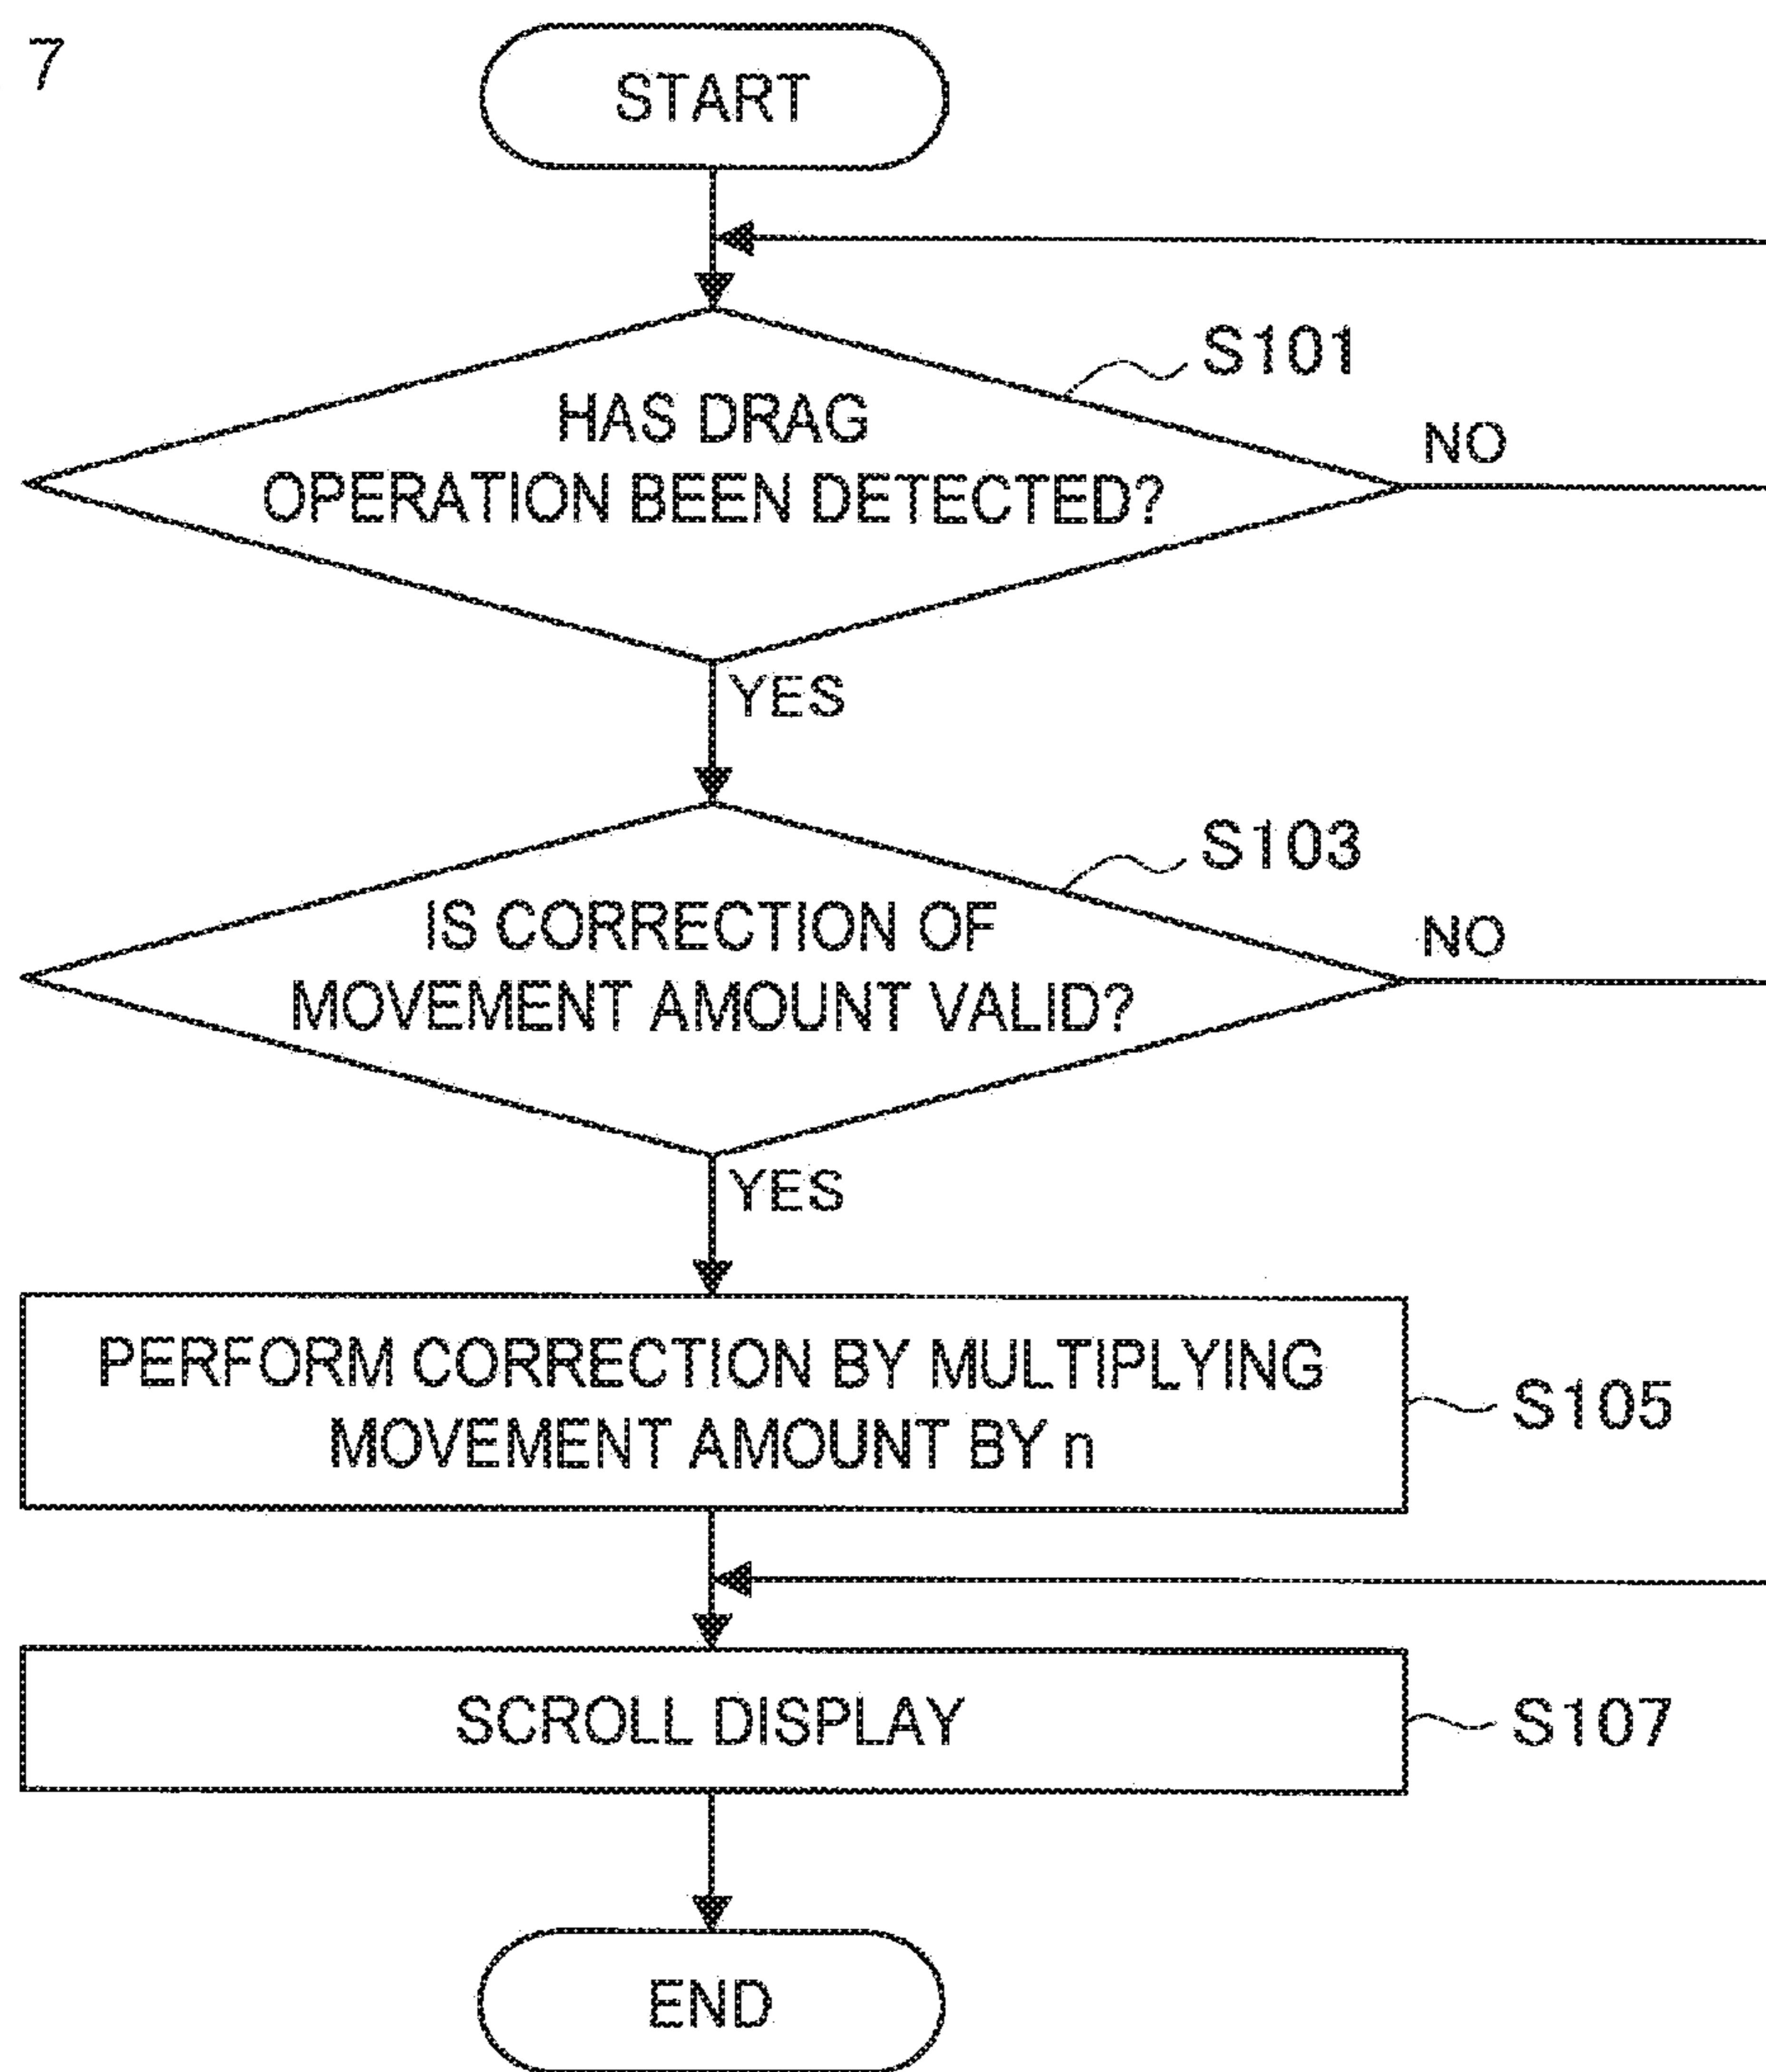 7
START
S101
HAS DRAG
OPERATION BEEN DETECTED?
NO
YES
S103
IS CORRECTION OF
MOVEMENT AMOUNT VALID?
NO
YES
PERFORM CORRECTION BY MULTIPLYING
MOVEMENT AMOUNT BY n
S105
SCROLL DISPLAY
S107
END